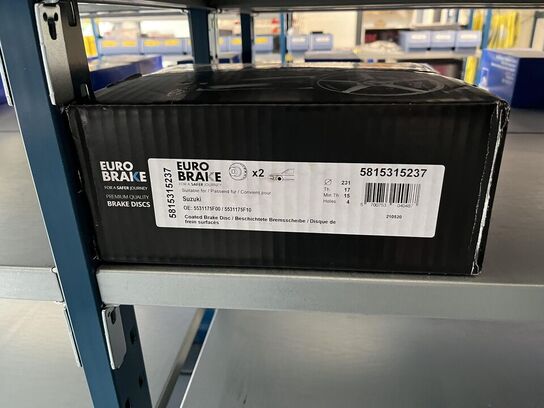 EURO
BRAKE
FOR A SAFER JOURNEY
PREMIUM QUALITY
BRAKE DISCS
5815315237
EURO
BRAKE
FOR A SAFER JOURNEY
x2
Suitable for / Passend für / Convient pour
Suzuki
OE: 5531175F00 / 5531175F10
Coated Brake Disc / Beschichtete Bremsscheibe / Disque de
frein surfacés
Ø 231
Th. 17
Min Th. 15
Holes 4
5815315237
210520